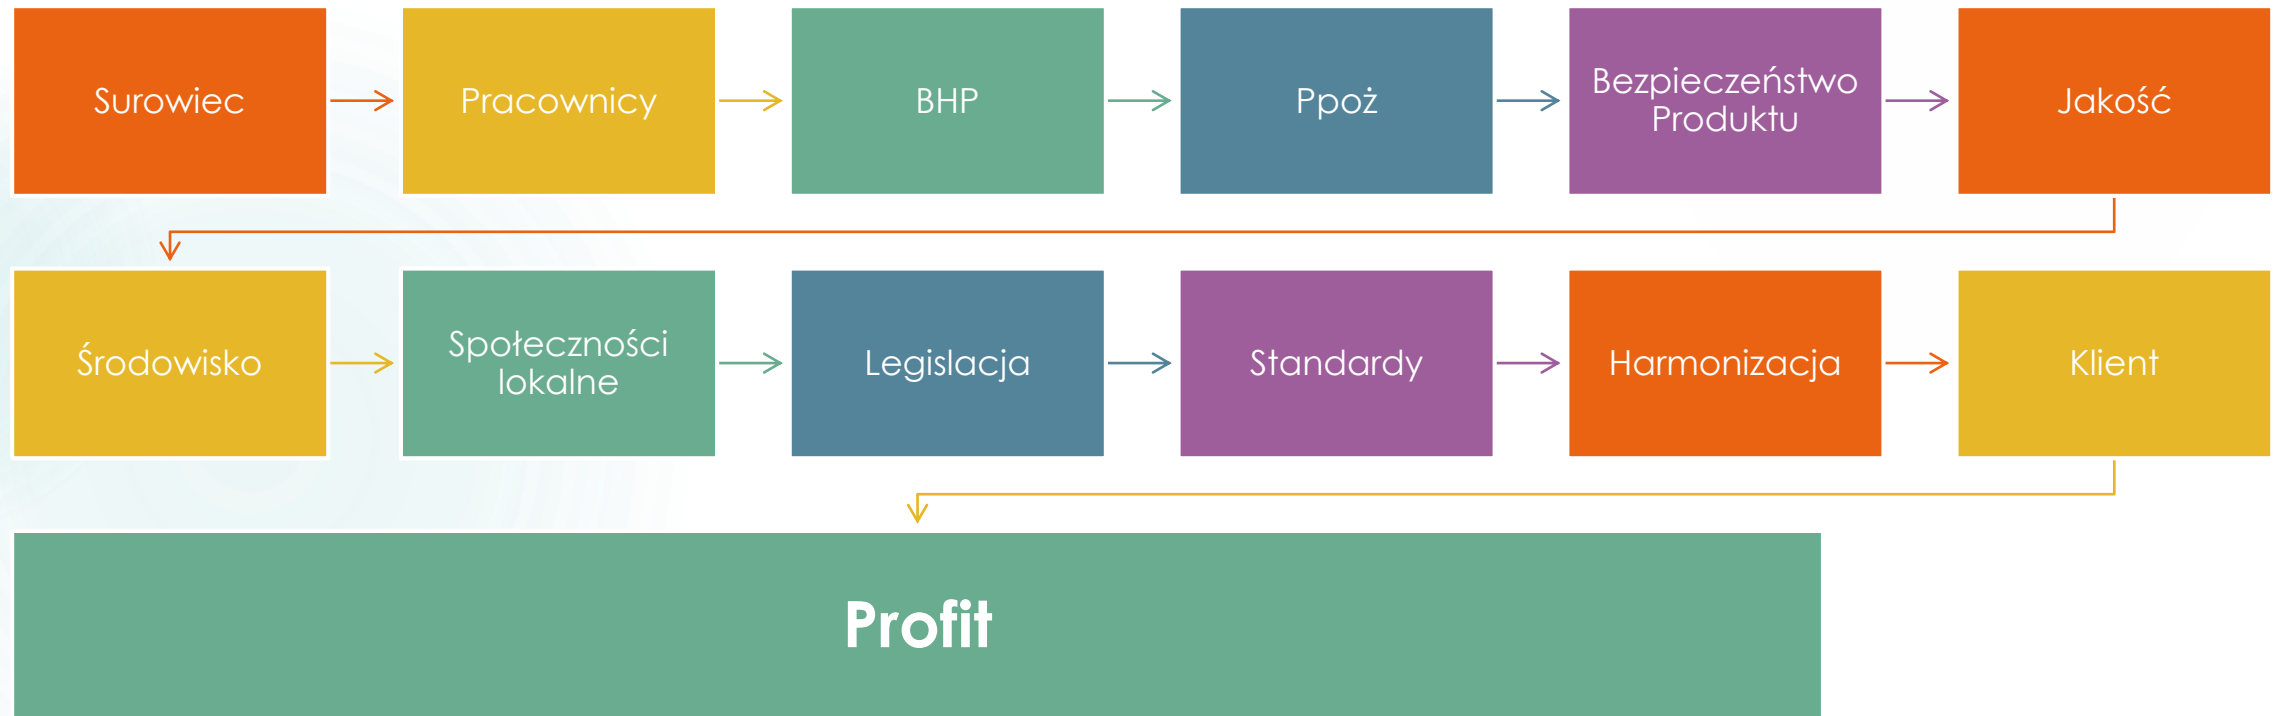 Surowiec
Pracownicy
BHP
Ppoż
Bezpieczeństwo
Produktu
Jakość
Środowisko
Społeczności
lokalne
Legislacja
Standardy
Harmonizacja
Klient
Profit